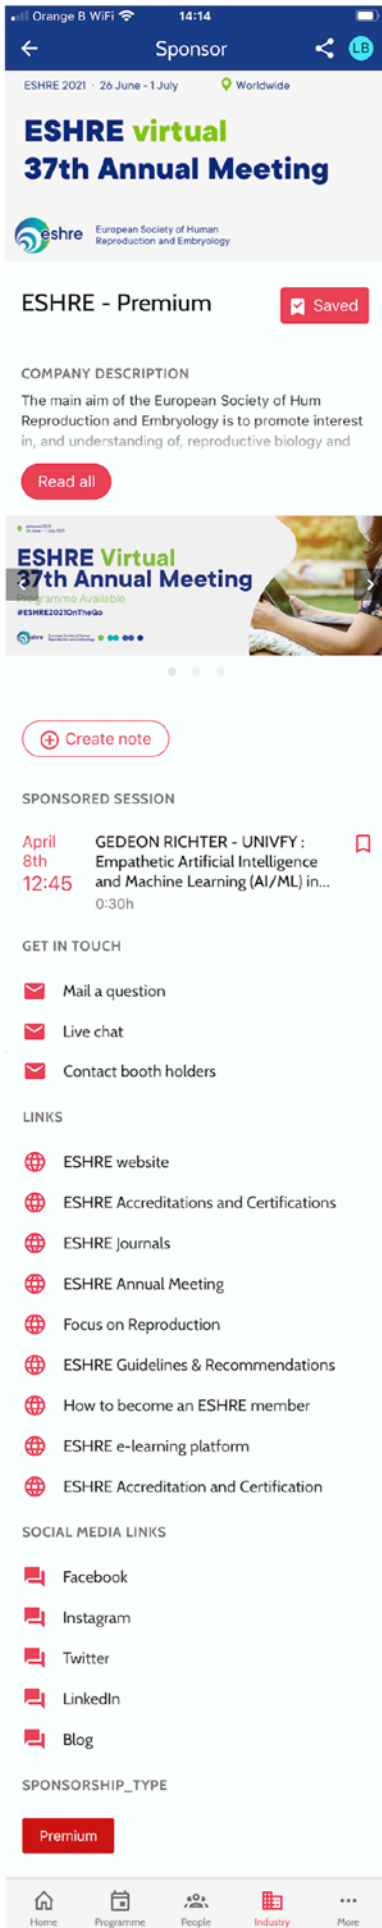 Orange B WiFi 14:14
Sponsor
LB
ESHRE 2021 · 26 June - 1 July Worldwide
ESHRE virtual
37th Annual Meeting
eshre
European Society of Human
Reproduction and Embryology
ESHRE - Premium
Saved
COMPANY DESCRIPTION
The main aim of the European Society of Hum
Reproduction and Embryology is to promote interest
in, and understanding of, reproductive biology and
Read all
ESHRE Virtual
37th Annual Meeting
Programme Available
#ESHRE2021OnTheGo
eshre
Create note
SPONSORED SESSION
April
8th
12:45
GEDEON RICHTER - UNIVFY :
Empathetic Artificial Intelligence
and Machine Learning (AI/ML) in...
0:30h
GET IN TOUCH
Mail a question
Live chat
Contact booth holders
LINKS
ESHRE website
ESHRE Accreditations and Certifications
ESHRE Journals
ESHRE Annual Meeting
Focus on Reproduction
ESHRE Guidelines & Recommendations
How to become an ESHRE member
ESHRE e-learning platform
ESHRE Accreditation and Certification
SOCIAL MEDIA LINKS
Facebook
Instagram
Twitter
LinkedIn
Blog
SPONSORSHIP_TYPE
Premium
Home Programme People Industry More